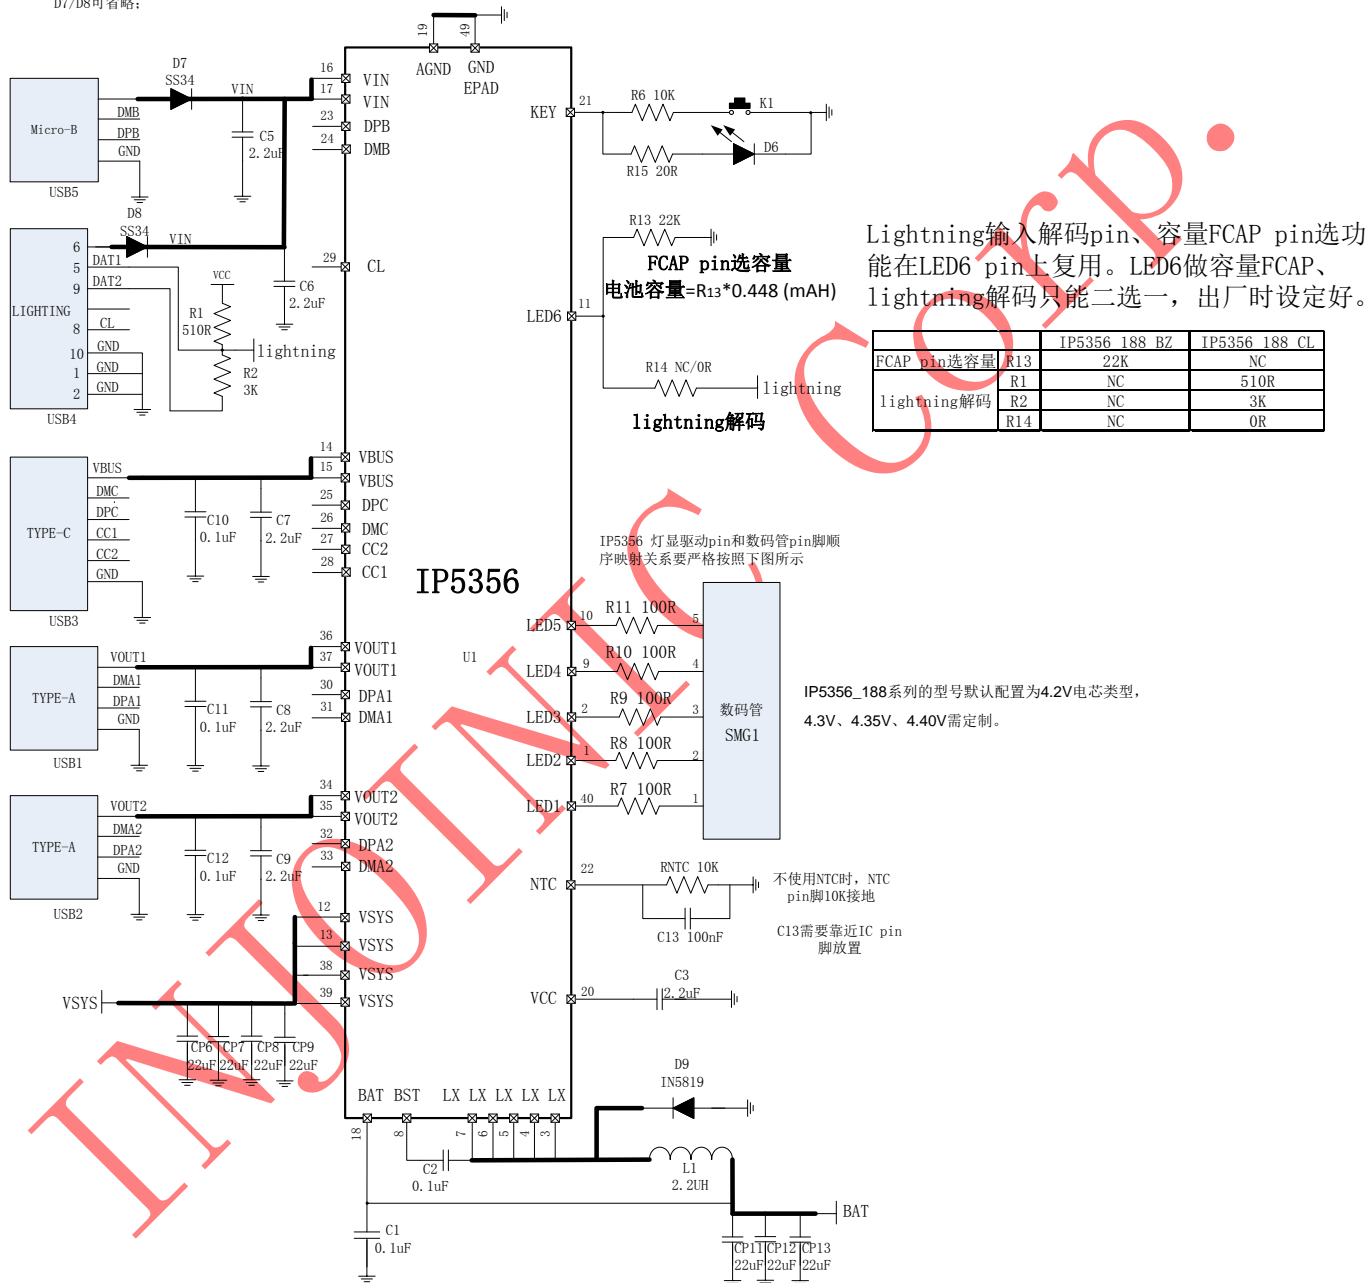 D7/D8可省略;
19
49
AGND GND
EPAD
D7
SS34
VIN
Micro-B
DMB
DPB
GND
USB5
C5
2.2uF
16
VIN
17
VIN
23
DPB
24
DMB
D8
SS34
VIN
LIGHTING
6
5 DAT1
9 DAT2
8 CL
10 GND
1 GND
2 GND
USB4
VCC
R1
510R
R2
3K
lightning
C6
2.2uF
29
CL
KEY
21
R6 10K
K1
R15 20R
D6
R13 22K
FCAP pin选容量
电池容量=R13*0.448 (mAH)
LED6
11
R14 NC/0R
lightning
lightning解码
Lightning输入解码pin、容量FCAP pin选功
能在LED6 pin上复用。LED6做容量FCAP、
lightning解码只能二选一，出厂时设定好。
IP5356 188 BZ IP5356 188 CL
FCAP pin选容量 R13 22K NC
lightning解码
R1 NC 510R
R2 NC 3K
R14 NC 0R
TYPE-C
VBUS
DMC
DPC
CC1
CC2
GND
USB3
C10
0.1uF
C7
2.2uF
14
VBUS
15
VBUS
25
DPC
26
DMC
27
CC2
28
CC1
IP5356
U1
IP5356 灯显驱动pin和数码管pin脚顺
序映射关系要严格按照下图所示
LED5 10 R11 100R 5
LED4 9 R10 100R 4
LED3 2 R9 100R 3
LED2 1 R8 100R 2
LED1 40 R7 100R 1
数码管
SMG1
IP5356_188系列的型号默认配置为4.2V电芯类型，
4.3V、4.35V、4.40V需定制。
TYPE-A
VOUT1
DMA1
DPA1
GND
USB1
C11
0.1uF
C8
2.2uF
36
VOUT1
37
VOUT1
30
DPA1
31
DMA1
TYPE-A
VOUT2
DMA2
DPA2
GND
USB2
C12
0.1uF
C9
2.2uF
34
VOUT2
35
VOUT2
32
DPA2
33
DMA2
NTC
22
RNTC 10K
C13 100nF
不使用NTC时，NTC
pin脚10K接地
C13需要靠近IC pin
脚放置
12
VSYS
13
VSYS
38
VSYS
39
VSYS
VSYS
CP6 CP7 CP8 CP9
22uF 22uF 22uF 22uF
VCC
20
C3
2.2uF
BAT BST LX LX LX LX LX
18 8 7 6 5 4 3
D9
IN5819
C2
0.1uF
L1
2.2UH
C1
0.1uF
BAT
CP11 CP12 CP13
22uF 22uF 22uF
INJOINIC Corp.